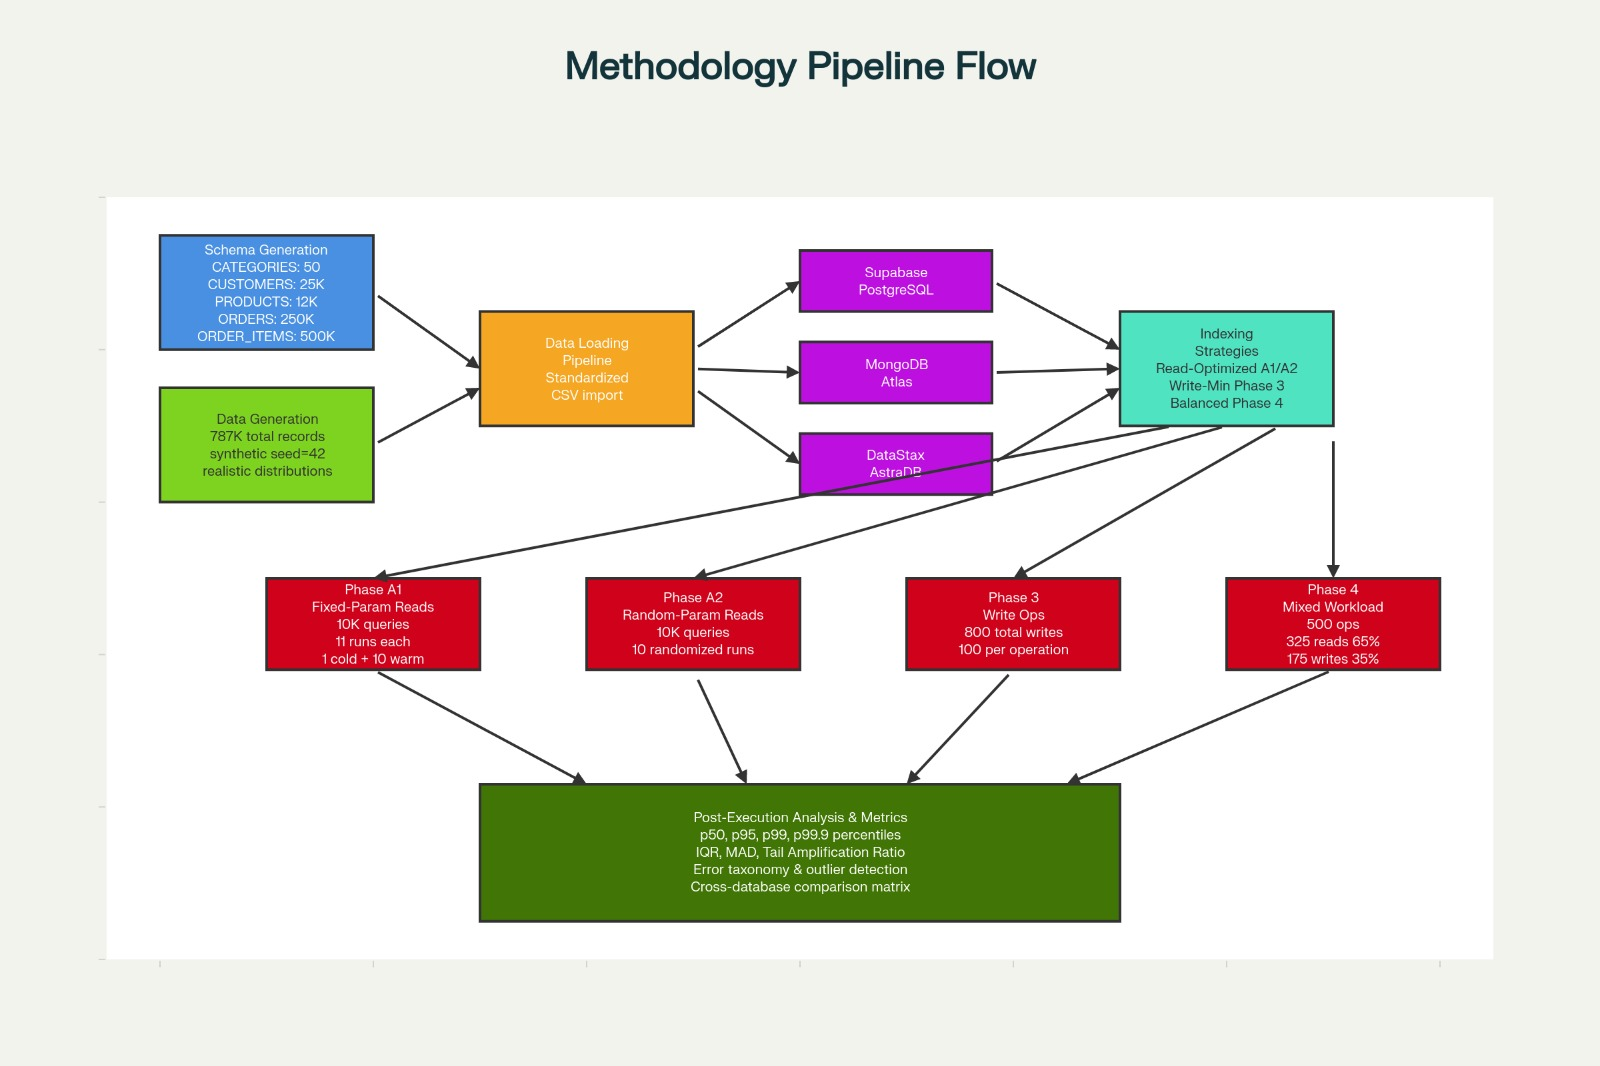 Methodology Pipeline Flow
Schema Generation
CATEGORIES: 50
CUSTOMERS: 25K
PRODUCTS: 12K
ORDERS: 250K
ORDER_ITEMS: 500K
Data Generation
787K total records
synthetic seed=42
realistic distributions
Data Loading
Pipeline
Standardized
CSV import
Supabase
PostgreSQL
MongoDB
Atlas
DataStax
AstraDB
Indexing
Strategies
Read-Optimized A1/A2
Write-Min Phase 3
Balanced Phase 4
Phase A1
Fixed-Param Reads
10K queries
11 runs each
1 cold + 10 warm
Phase A2
Random-Param Reads
10K queries
10 randomized runs
Phase 3
Write Ops
800 total writes
100 per operation
Phase 4
Mixed Workload
500 ops
325 reads 65%
175 writes 35%
Post-Execution Analysis & Metrics
p50, p95, p99, p99.9 percentiles
IQR, MAD, Tail Amplification Ratio
Error taxonomy & outlier detection
Cross-database comparison matrix